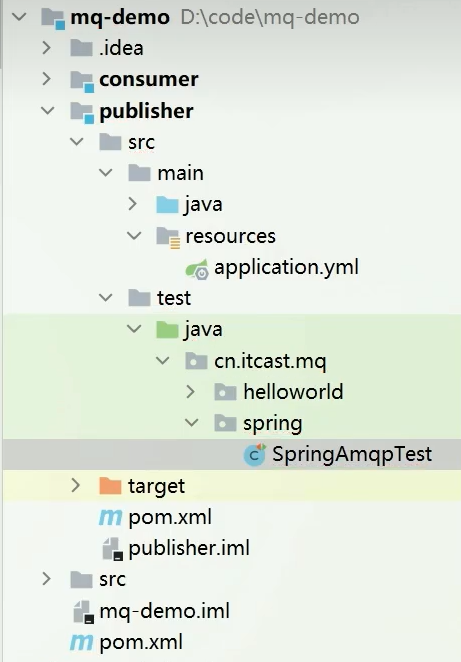 mq-demo D:\code\mq-demo
.idea
consumer
publisher
src
main
java
resources
application.yml
test
java
cn.itcast.mq
helloworld
spring
SpringAmqpTest
target
pom.xml
publisher.iml
src
mq-demo.iml
pom.xml